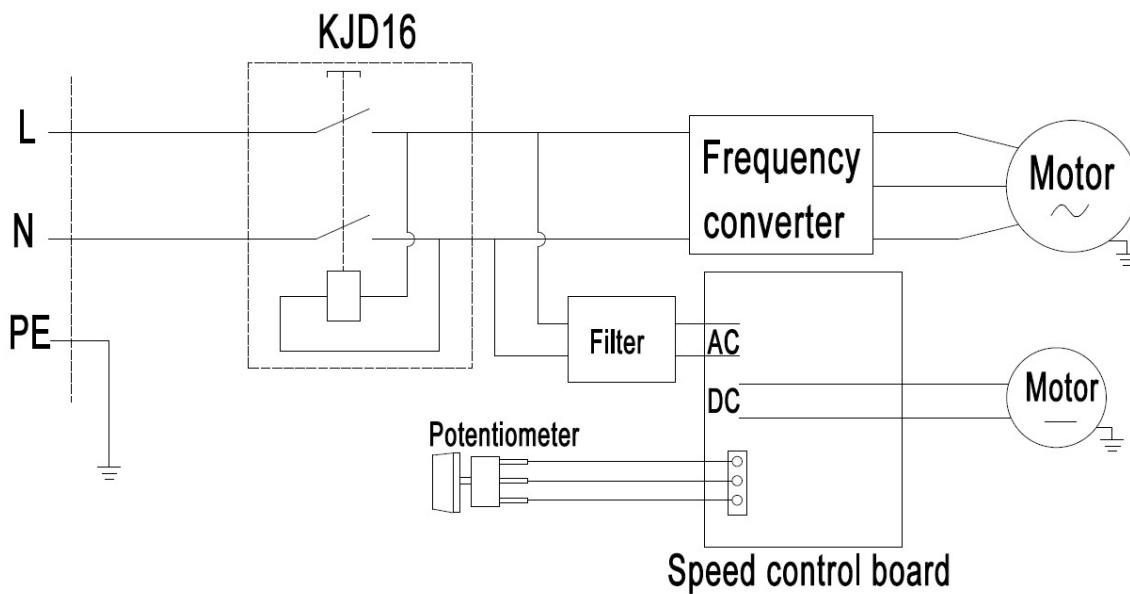 KJD16
L
N
PE
Frequency
converter
Motor
Filter
AC
DC
Motor
Potentiometer
Speed control board